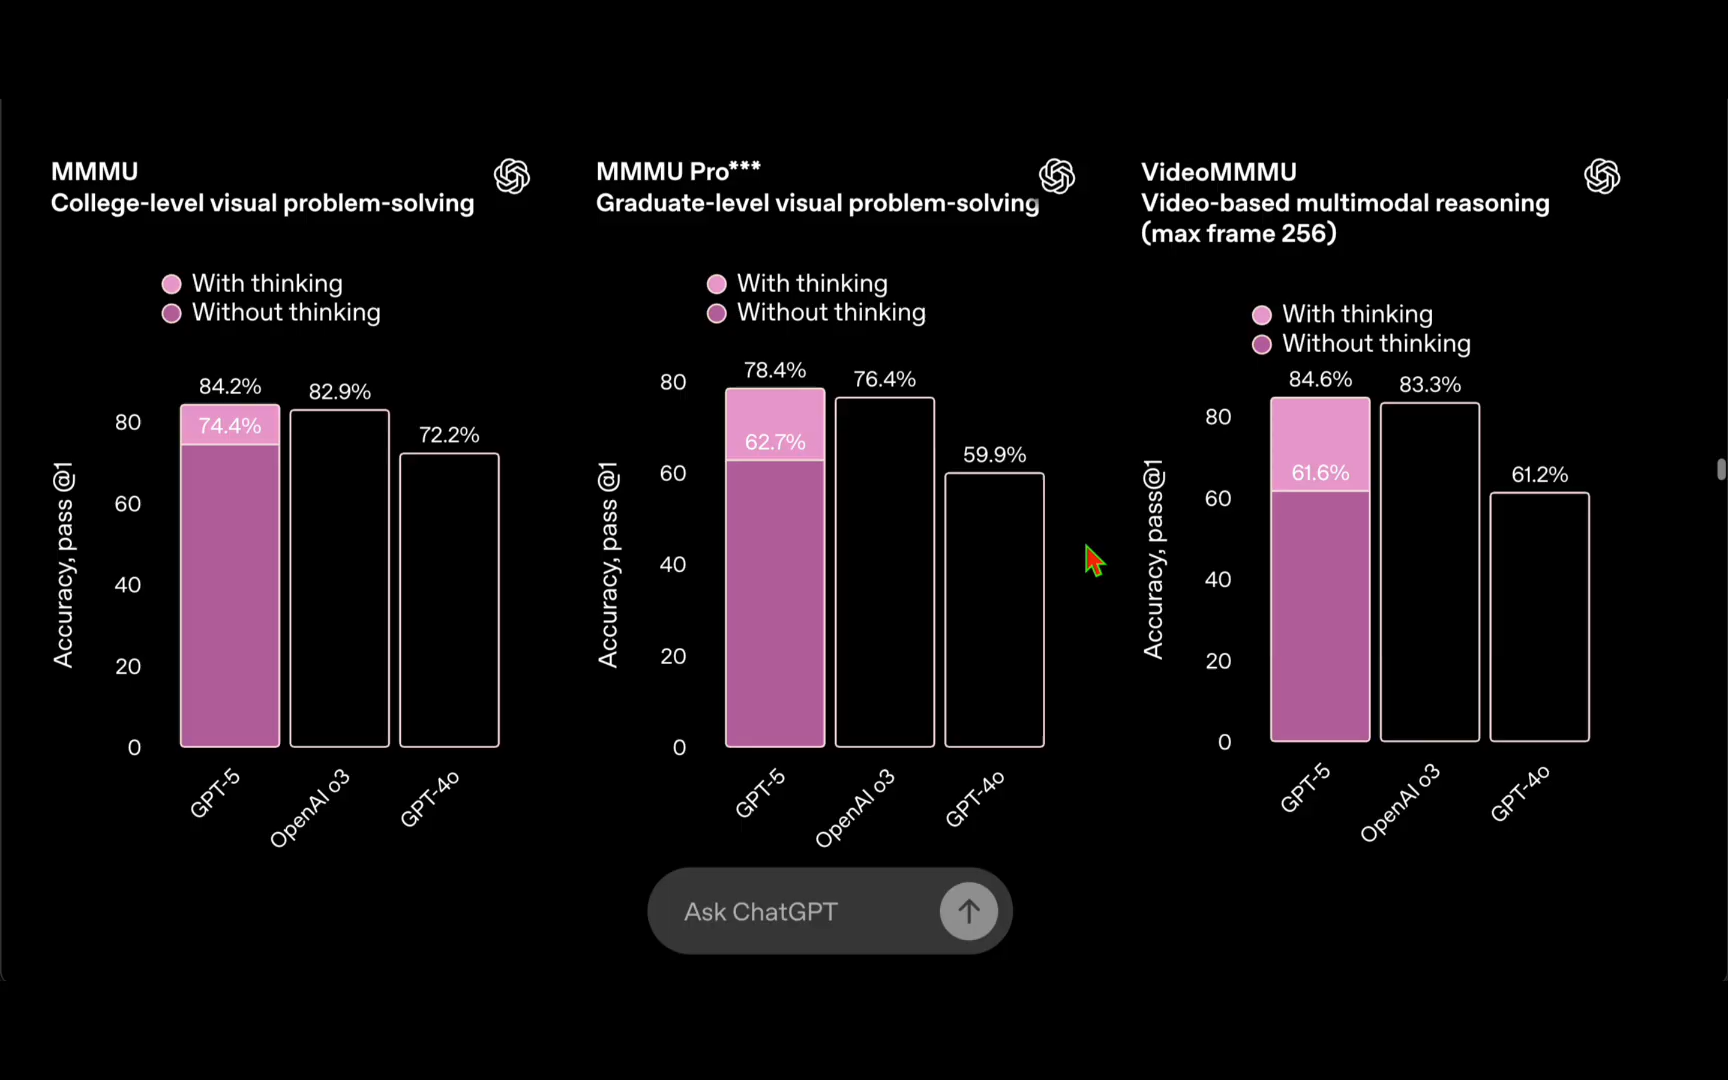 MMMU
College-level visual problem-solving
With thinking
Without thinking
84.2%
82.9%
74.4%
72.2%
80
60
40
20
0
Accuracy, pass @1
GPT-5
OpenAI o3
GPT-4o
MMMU Pro***
Graduate-level visual problem-solving
With thinking
Without thinking
78.4%
76.4%
62.7%
59.9%
80
60
40
20
0
Accuracy, pass @1
GPT-5
OpenAI o3
GPT-4o
VideoMMMU
Video-based multimodal reasoning
(max frame 256)
With thinking
Without thinking
84.6%
83.3%
61.6%
61.2%
80
60
40
20
0
Accuracy, pass@1
GPT-5
OpenAI o3
GPT-4o
Ask ChatGPT